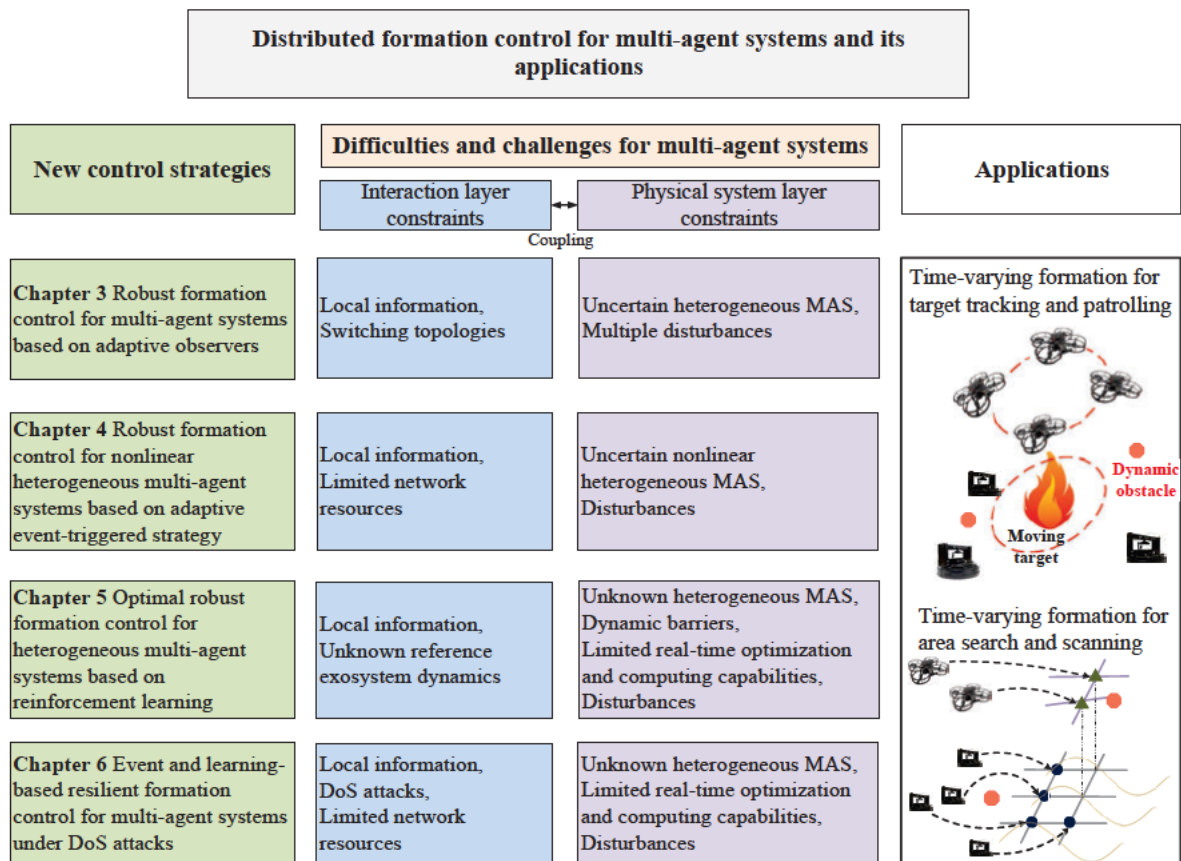 Distributed formation control for multi-agent systems and its
applications
New control strategies
Difficulties and challenges for multi-agent systems
Interaction layer
constraints
Physical system layer
constraints
Coupling
Applications
Chapter 3 Robust formation
control for multi-agent systems
based on adaptive observers
Local information,
Switching topologies
Uncertain heterogeneous MAS,
Multiple disturbances
Chapter 4 Robust formation
control for nonlinear
heterogeneous multi-agent
systems based on adaptive
event-triggered strategy
Local information,
Limited network
resources
Uncertain nonlinear
heterogeneous MAS,
Disturbances
Chapter 5 Optimal robust
formation control for
heterogeneous multi-agent
systems based on
reinforcement learning
Local information,
Unknown reference
exosystem dynamics
Unknown heterogeneous MAS,
Dynamic barriers,
Limited real-time optimization
and computing capabilities,
Disturbances
Chapter 6 Event and learning-
based resilient formation
control for multi-agent systems
under DoS attacks
Local information,
DoS attacks,
Limited network
resources
Unknown heterogeneous MAS,
Limited real-time optimization
and computing capabilities,
Disturbances
Time-varying formation for
target tracking and patrolling
Dynamic
obstacle
Moving
target
Time-varying formation for
area search and scanning